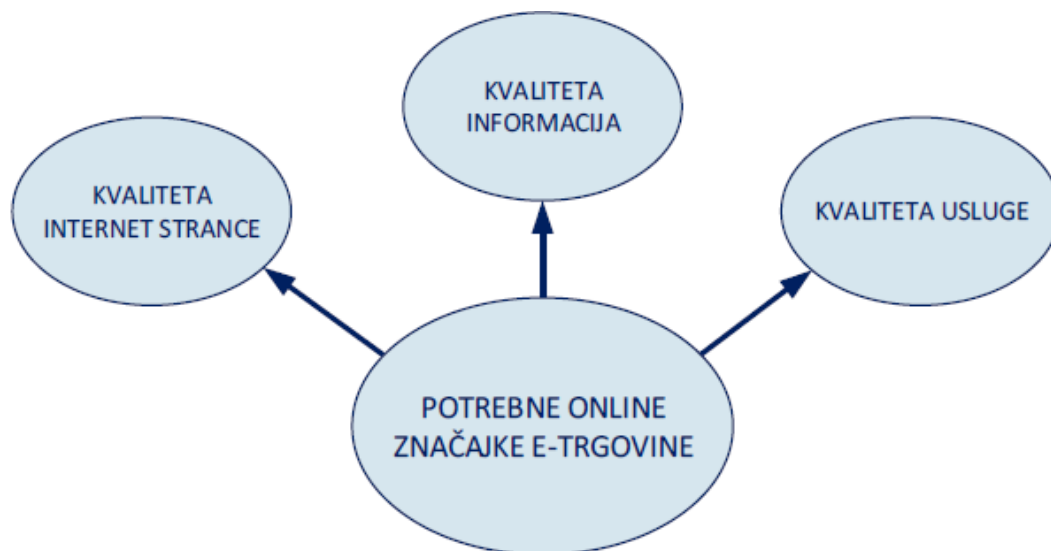 KVALITETA
INFORMACIJA
KVALITETA
INTERNET STRANCE
KVALITETA USLUGE
POTREBNE ONLINE
ZNAČAJKE E-TRGOVINE